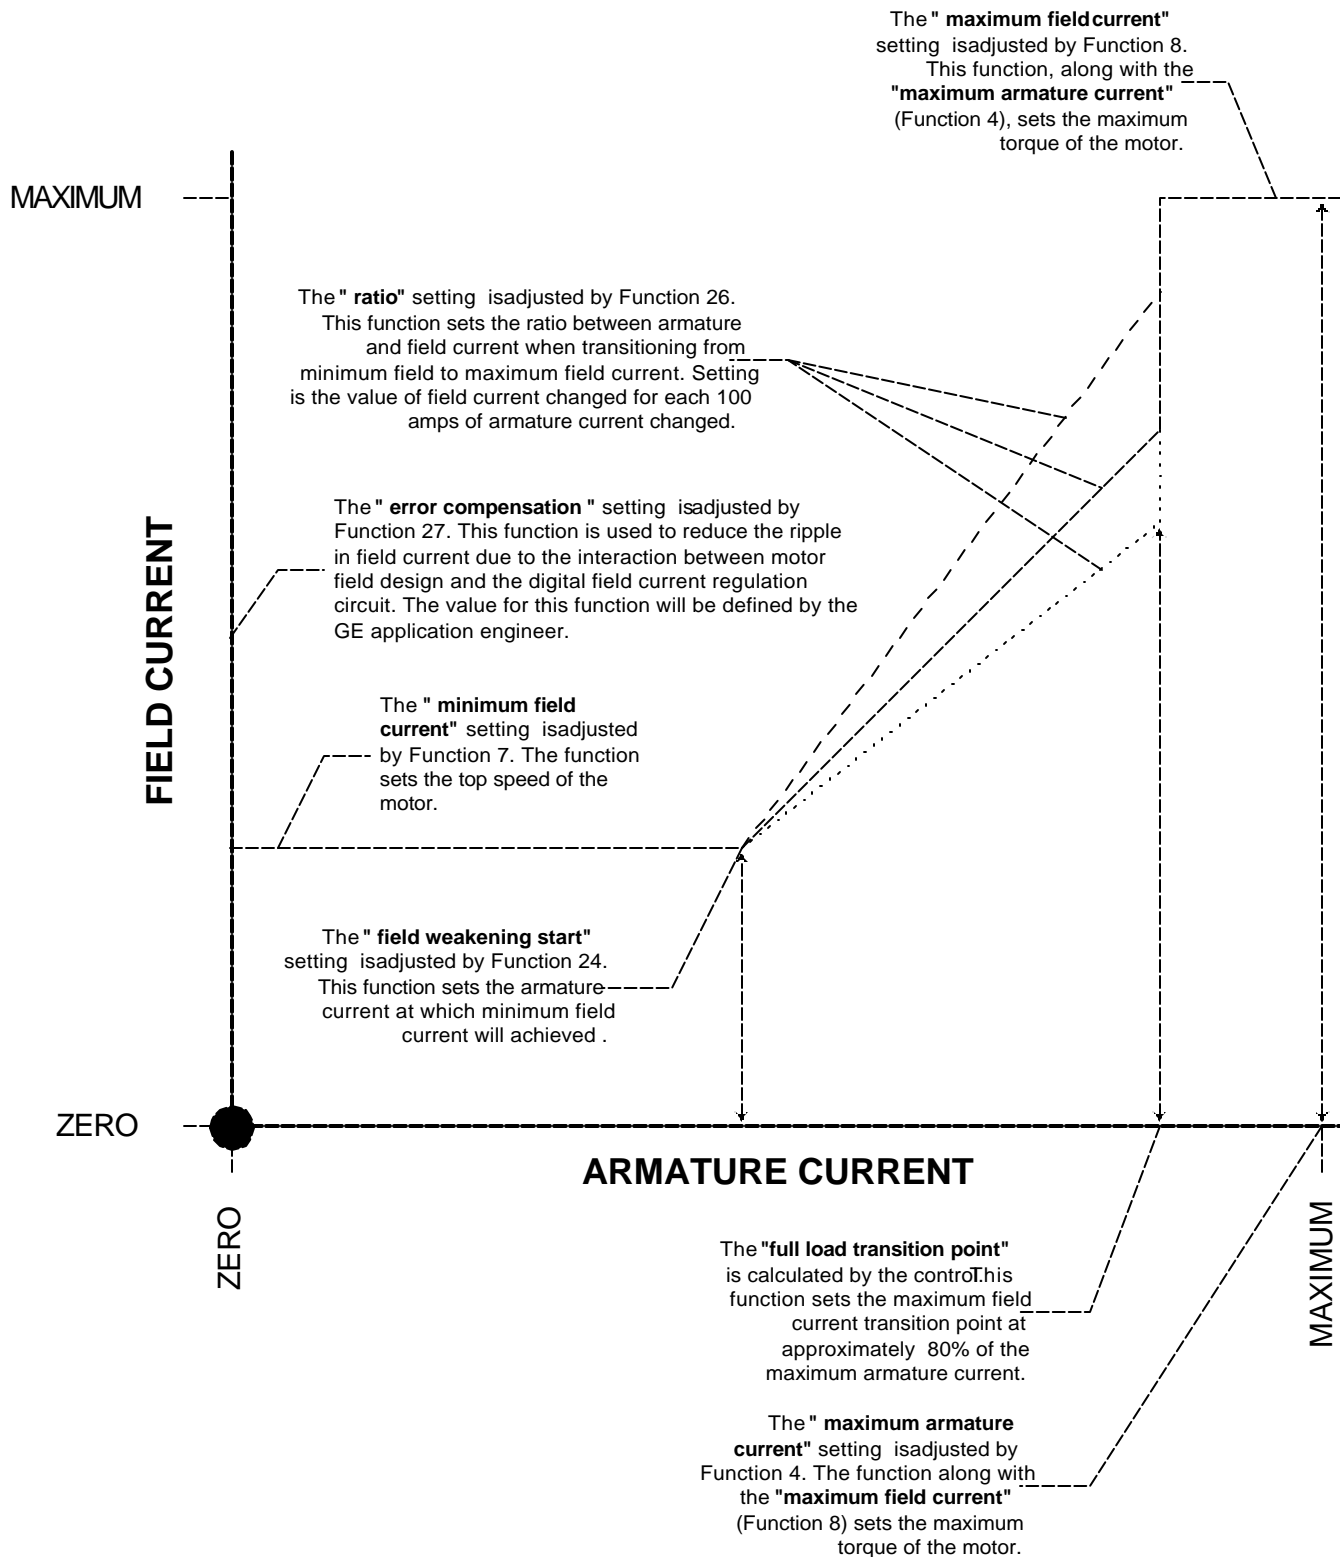 The " maximum field current"
setting isadjusted by Function 8.
This function, along with the
"maximum armature current"
(Function 4), sets the maximum
torque of the motor.
MAXIMUM
The " ratio" setting isadjusted by Function 26.
This function sets the ratio between armature
and field current when transitioning from
minimum field to maximum field current. Setting
is the value of field current changed for each 100
amps of armature current changed.
The " error compensation " setting isadjusted by
Function 27. This function is used to reduce the ripple
in field current due to the interaction between motor
field design and the digital field current regulation
circuit. The value for this function will be defined by the
GE application engineer.
FIELD CURRENT
The " minimum field
current" setting isadjusted
by Function 7. The function
sets the top speed of the
motor.
The " field weakening start"
setting isadjusted by Function 24.
This function sets the armature
current at which minimum field
current will achieved .
ZERO
ARMATURE CURRENT
ZERO
MAXIMUM
The "full load transition point"
is calculated by the control.This
function sets the maximum field
current transition point at
approximately 80% of the
maximum armature current.
The " maximum armature
current" setting isadjusted by
Function 4. The function along with
the "maximum field current"
(Function 8) sets the maximum
torque of the motor.